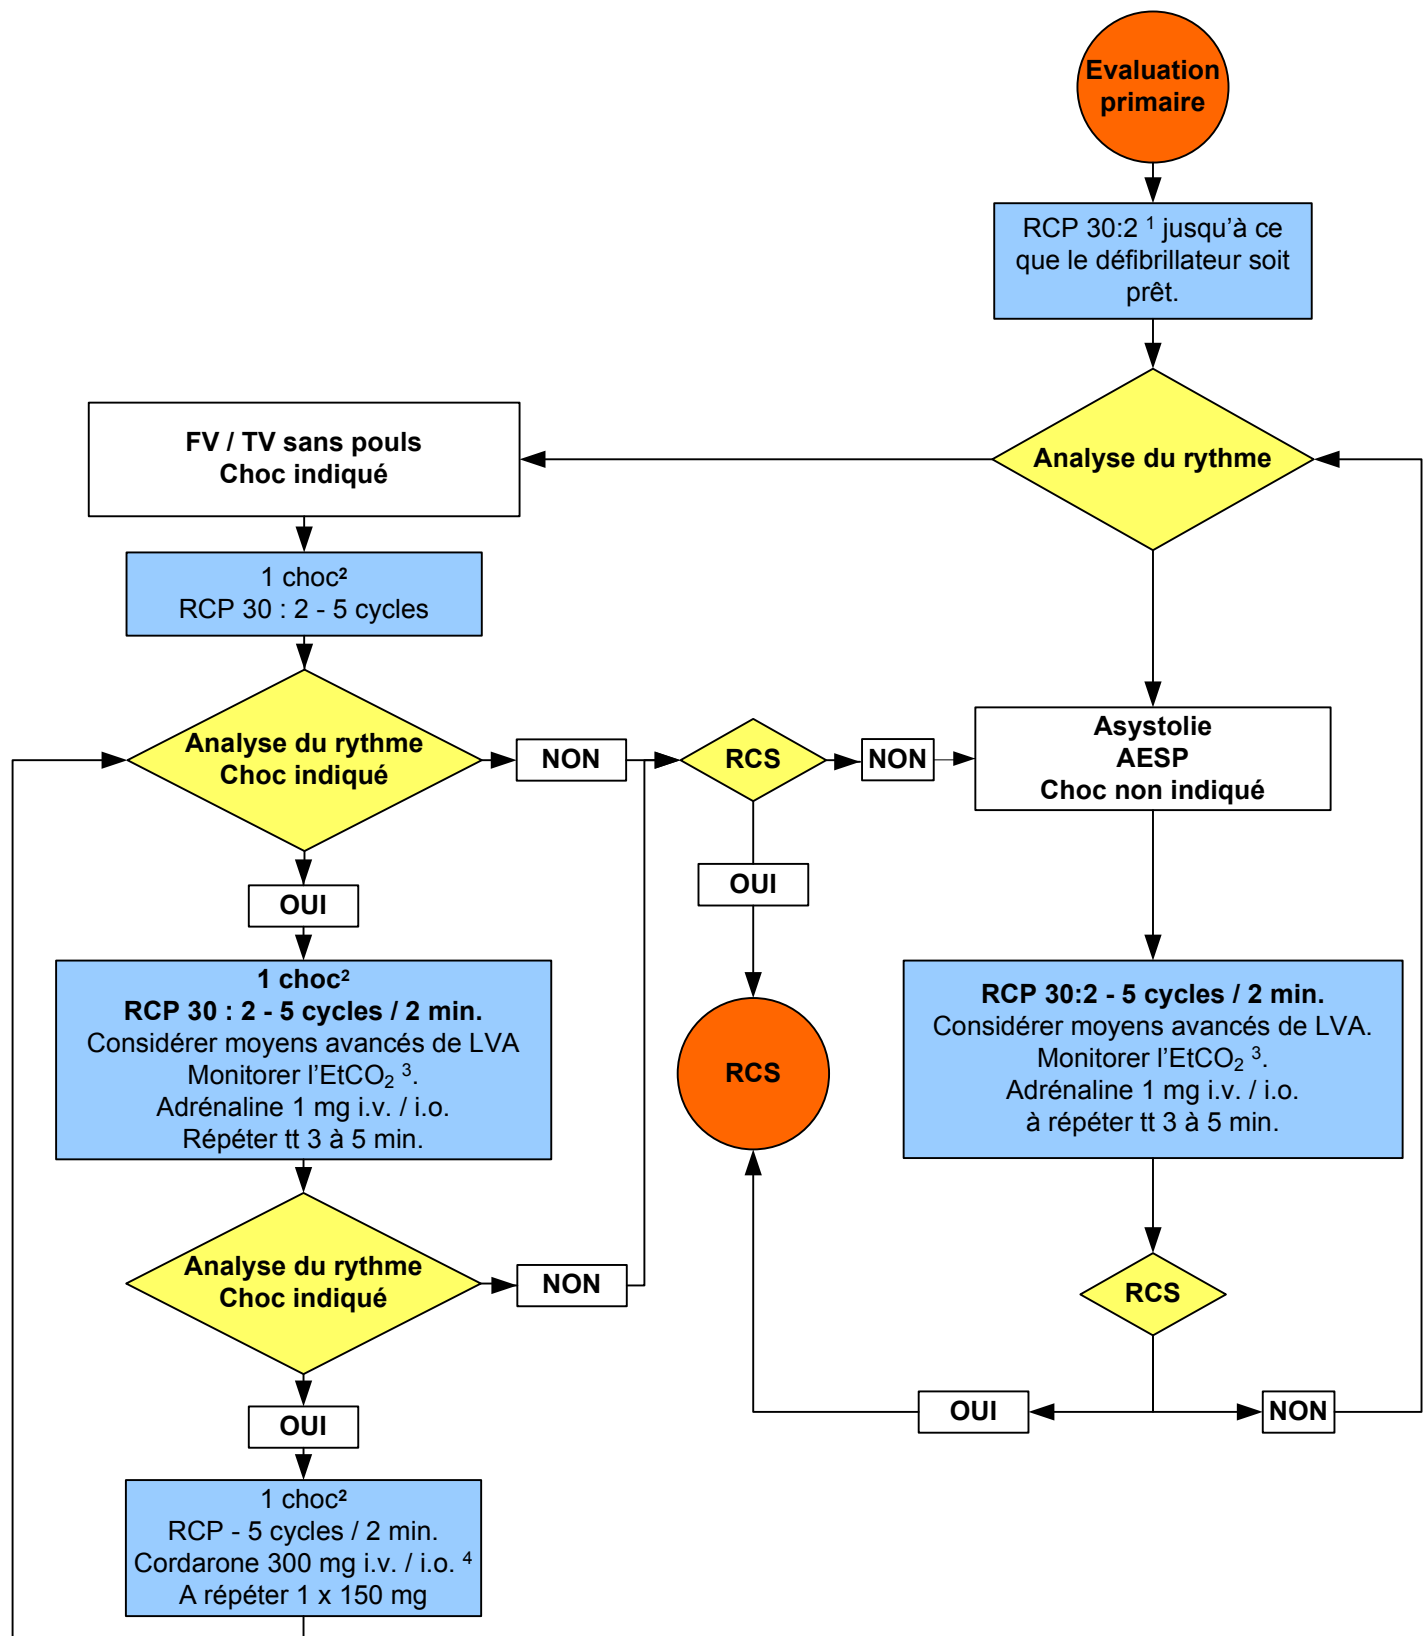 Evaluation
primaire
RCP 30:2 ¹ jusqu'à ce
que le défibrillateur soit
prêt.
Analyse du rythme
FV / TV sans pouls
Choc indiqué
1 choc²
RCP 30 : 2 - 5 cycles
Analyse du rythme
Choc indiqué
NON
RCS
NON
Asystolie
AESP
Choc non indiqué
OUI
OUI
1 choc²
RCP 30 : 2 - 5 cycles / 2 min.
Considérer moyens avancés de LVA
Monitorer l'EtCO₂ ³.
Adrénaline 1 mg i.v. / i.o.
Répéter tt 3 à 5 min.
RCS
RCP 30:2 - 5 cycles / 2 min.
Considérer moyens avancés de LVA.
Monitorer l'EtCO₂ ³.
Adrénaline 1 mg i.v. / i.o.
à répéter tt 3 à 5 min.
Analyse du rythme
Choc indiqué
NON
RCS
OUI
NON
OUI
1 choc²
RCP - 5 cycles / 2 min.
Cordarone 300 mg i.v. / i.o. ⁴
A répéter 1 x 150 mg